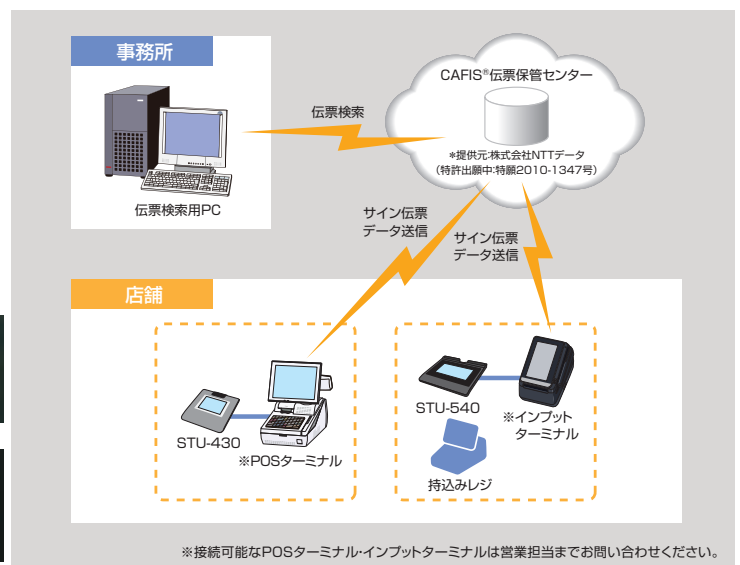 事務所
CAFIS®伝票保管センター
伝票検索
*提供元:株式会社NTTデータ
(特許出願中:特願2010-1347号)
伝票検索用PC
サイン伝票
データ送信
サイン伝票
データ送信
店舗
STU-430
※POSターミナル
STU-540
※インプット
ターミナル
持込みレジ
※接続可能なPOSターミナル・インプットターミナルは営業担当までお問い合わせください。